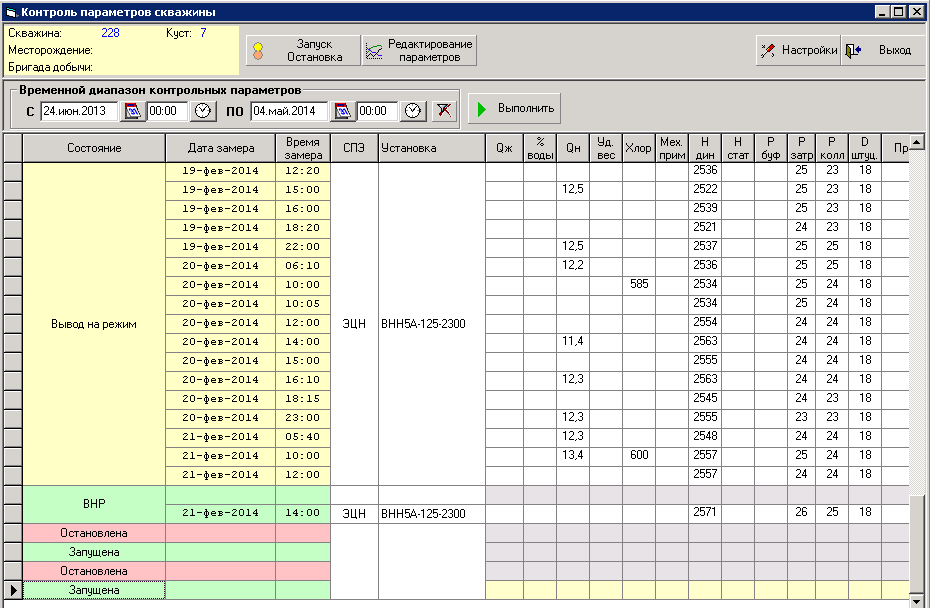 Контроль параметров скважины
Скважина: 228 Куст: 7
Месторождение:
Бригада добычи:
Запуск
Остановка
Редактирование
параметров
Настройки
Выход
Временной диапазон контрольных параметров
С 24.июн.2013 00:00 ПО 04.май.2014 00:00
Выполнить
Состояние Дата замера Время замера СПЭ Установка Qж % воды Qн Уд. вес Хлор Мех. прим Н дин Н стат Р буф Р затр Р колл D штуц. Пр
19-фев-2014 12:20 2536 25 23 18
19-фев-2014 15:00 12,5 2522 25 23 18
19-фев-2014 16:00 2539 25 23 18
19-фев-2014 18:20 2521 24 23 18
19-фев-2014 22:00 12,5 2537 25 25 18
20-фев-2014 06:10 12,2 2536 25 25 18
20-фев-2014 10:00 585 2534 25 24 18
20-фев-2014 10:05 2534 25 24 18
Вывод на режим 20-фев-2014 12:00 ЭЦН ВНН5А-125-2300 2554 24 24 18
20-фев-2014 14:00 11,4 2563 24 24 18
20-фев-2014 15:00 2555 24 24 18
20-фев-2014 16:10 12,3 2563 24 24 18
20-фев-2014 18:15 2545 24 23 18
20-фев-2014 23:00 12,3 2555 23 23 18
21-фев-2014 05:40 12,3 2548 24 24 18
21-фев-2014 10:00 13,4 600 2557 25 24 18
21-фев-2014 12:00 2557 24 24 18
ВНР
21-фев-2014 14:00 ЭЦН ВНН5А-125-2300 2571 26 25 18
Остановлена
Запущена
Остановлена
Запущена